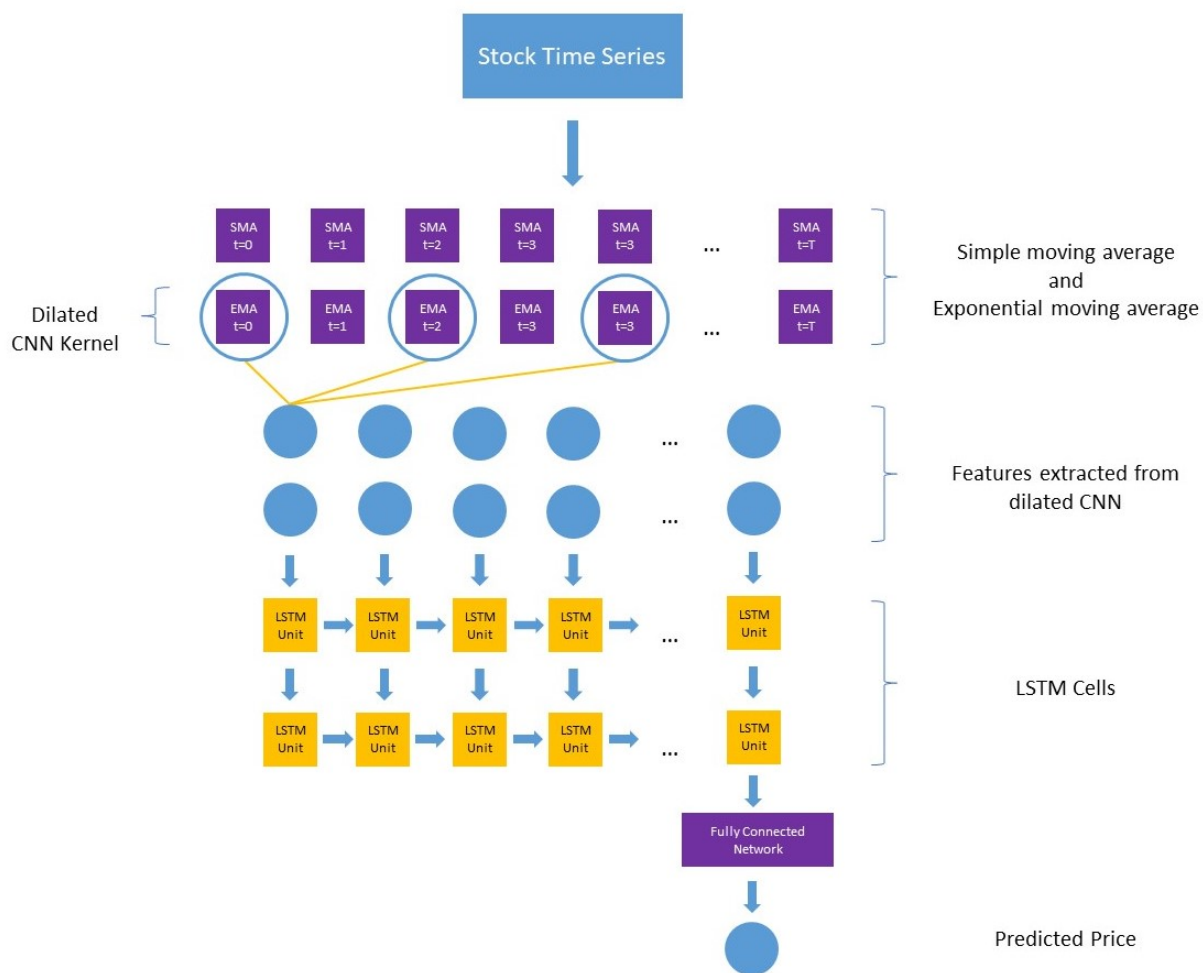 Stock Time Series
SMA
t=0
SMA
t=1
SMA
t=2
SMA
t=3
SMA
t=3
...
SMA
t=T
Simple moving average
and
Exponential moving average
Dilated
CNN Kernel
EMA
t=0
EMA
t=1
EMA
t=2
EMA
t=3
EMA
t=3
...
EMA
t=T
...
...
Features extracted from
dilated CNN
LSTM
Unit
LSTM
Unit
LSTM
Unit
LSTM
Unit
...
LSTM
Unit
LSTM Cells
LSTM
Unit
LSTM
Unit
LSTM
Unit
LSTM
Unit
...
LSTM
Unit
Fully Connected
Network
Predicted Price